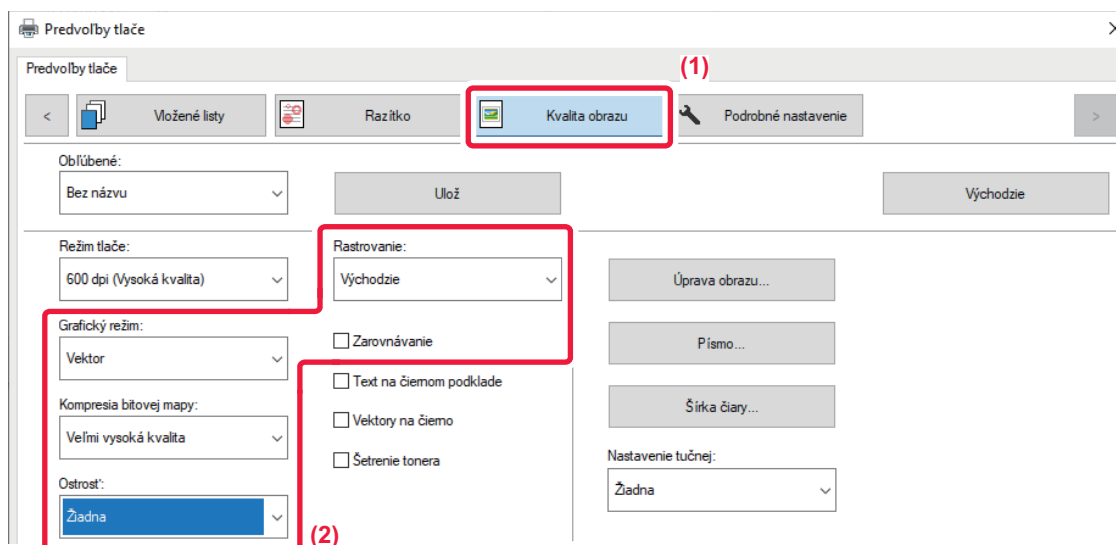 Predvoľby tlače
Predvoľby tlače
(1)
<
Vložené listy
Razítko
Kvalita obrazu
Podrobné nastavenie
>
Obľúbené:
Bez názvu
Ulož
Východzie
Režim tlače:
600 dpi (Vysoká kvalita)
Rastrovanie:
Východzie
Úprava obrazu...
Grafický režim:
Vektor
Zarovnávanie
Písmo...
Text na čiernom podklade
Kompresia bitovej mapy:
Veľmi vysoká kvalita
Vektory na čierno
Šírka čiary...
Šetrenie tonera
Nastavenie tučnej:
Žiadna
Ostrosť:
Žiadna
(2)